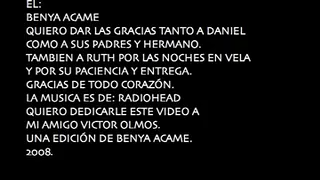 EL:
BENYA ACAME
QUIERO DAR LAS GRACIAS TANTO A DANIEL
COMO A SUS PADRES Y HERMANO.
TAMBIEN A RUTH POR LAS NOCHES EN VELA
Y POR SU PACIENCIA Y ENTREGA.
GRACIAS DE TODO CORAZÓN.
LA MUSICA ES DE: RADIOHEAD
QUIERO DEDICARLE ESTE VIDEO A
MI AMIGO VICTOR OLMOS.
UNA EDICIÓN DE BENYA ACAME.
2008.